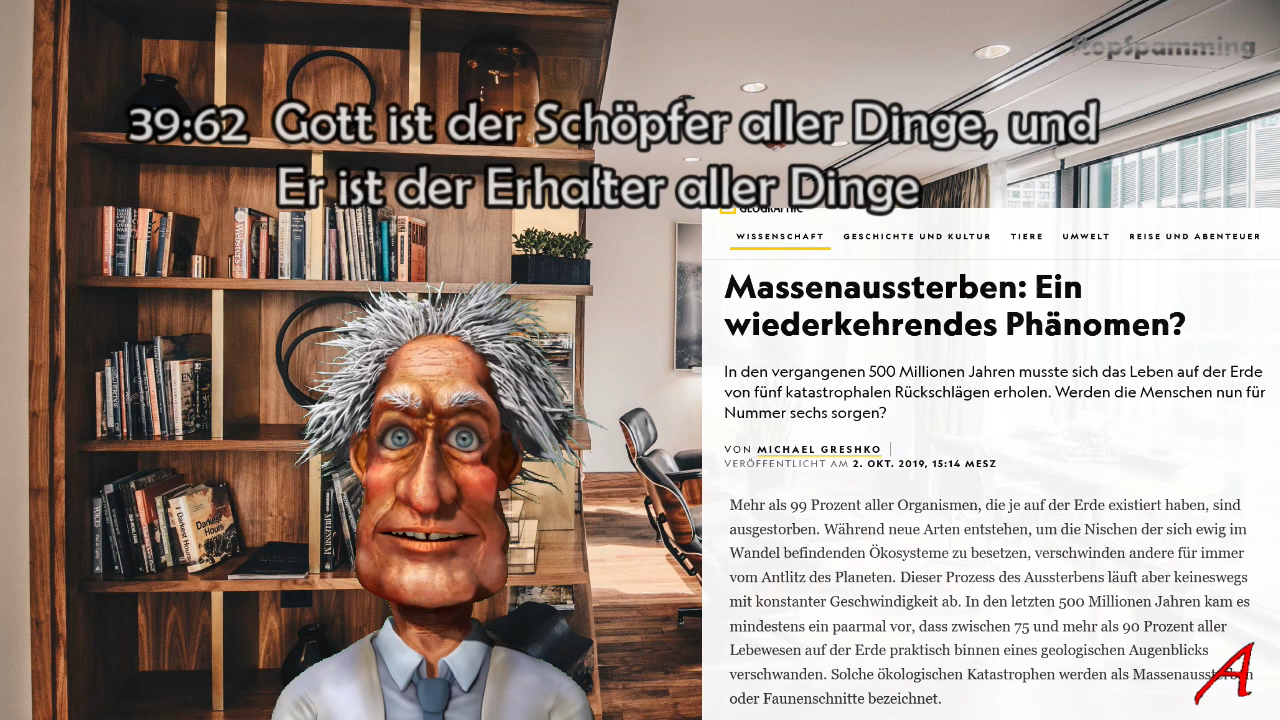 StopSpamming
39:62 Gott ist der Schöpfer aller Dinge, und
Er ist der Erhalter aller Dinge
GEOGRAPHIC
WISSENSCHAFT GESCHICHTE UND KULTUR TIERE UMWELT REISE UND ABENTEUER
Massenaussterben: Ein
wiederkehrendes Phänomen?
In den vergangenen 500 Millionen Jahren musste sich das Leben auf der Erde
von fünf katastrophalen Rückschlägen erholen. Werden die Menschen nun für
Nummer sechs sorgen?
VON MICHAEL GRESHKO
VERÖFFENTLICHT AM 2. OKT. 2019, 15:14 MESZ
Mehr als 99 Prozent aller Organismen, die je auf der Erde existiert haben, sind
ausgestorben. Während neue Arten entstehen, um die Nischen der sich ewig im
Wandel befindenden Ökosysteme zu besetzen, verschwinden andere für immer
vom Antlitz des Planeten. Dieser Prozess des Aussterbens läuft aber keineswegs
mit konstanter Geschwindigkeit ab. In den letzten 500 Millionen Jahren kam es
mindestens ein paarmal vor, dass zwischen 75 und mehr als 90 Prozent aller
Lebewesen auf der Erde praktisch binnen eines geologischen Augenblicks
verschwanden. Solche ökologischen Katastrophen werden als Massenaussterben
oder Faunenschnitte bezeichnet.
A
Darkest
Hours